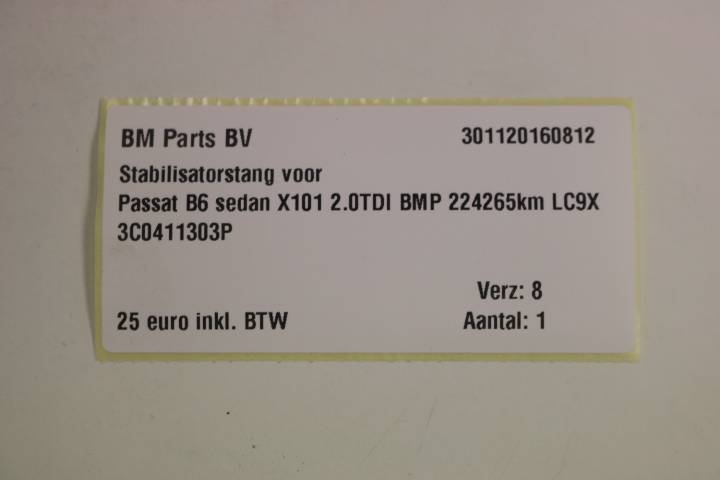 BM Parts BV 301120160812
Stabilisatorstang voor
Passat B6 sedan X101 2.0TDI BMP 224265km LC9X
3C0411303P
Verz: 8
25 euro inkl. BTW Aantal: 1